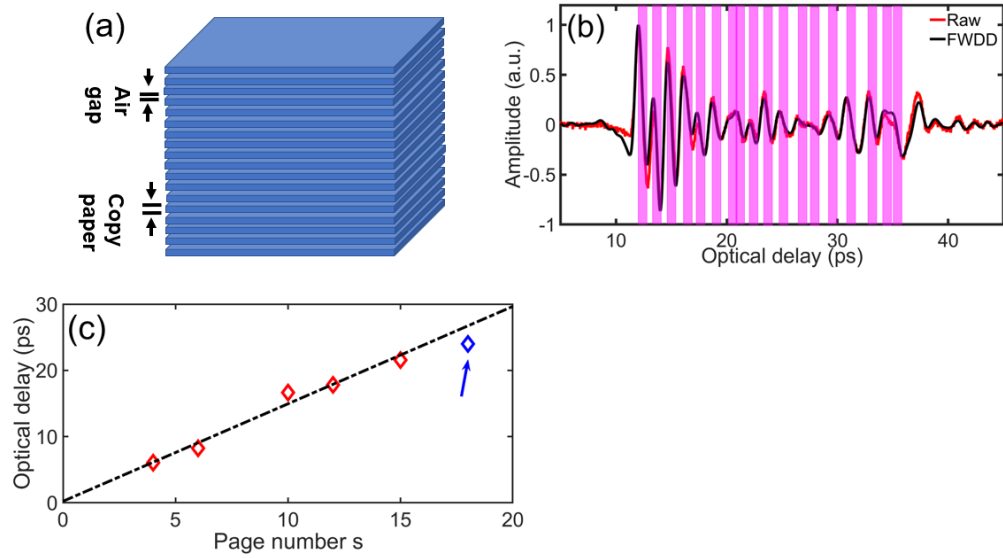 (a)
Air
gap
Copy
paper
(b)
Raw
FWDD
Amplitude (a.u.)
1
0.5
0
-0.5
-1
10
20
30
40
Optical delay (ps)
(c)
Optical delay (ps)
30
20
10
0
0
5
10
15
20
Page number s